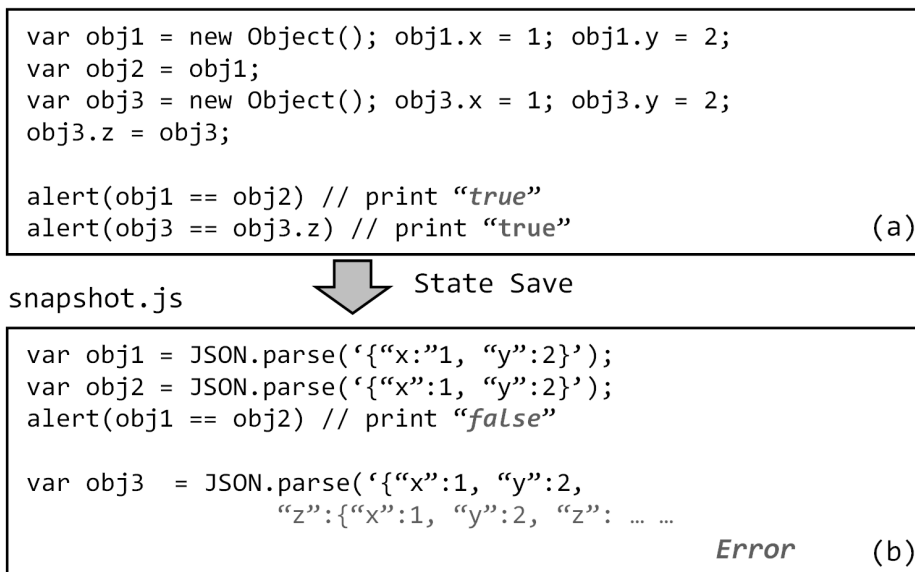 var obj1 = new Object(); obj1.x = 1; obj1.y = 2;
var obj2 = obj1;
var obj3 = new Object(); obj3.x = 1; obj3.y = 2;
obj3.z = obj3;
alert(obj1 == obj2) // print “true”
alert(obj3 == obj3.z) // print “true”
(a)
State Save
snapshot.js
var obj1 = JSON.parse(‘{“x:”1, “y”:2}’);
var obj2 = JSON.parse(‘{“x”:1, “y”:2}’);
alert(obj1 == obj2) // print “false”
var obj3  = JSON.parse(‘{“x”:1, “y”:2,
“z”:{“x”:1, “y”:2, “z”: … …
Error
(b)